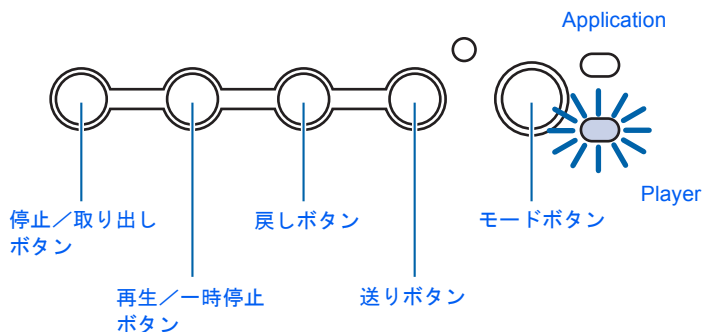 Application
Player
停止／取り出し
ボタン
戻しボタン
モードボタン
再生／一時停止
ボタン
送りボタン